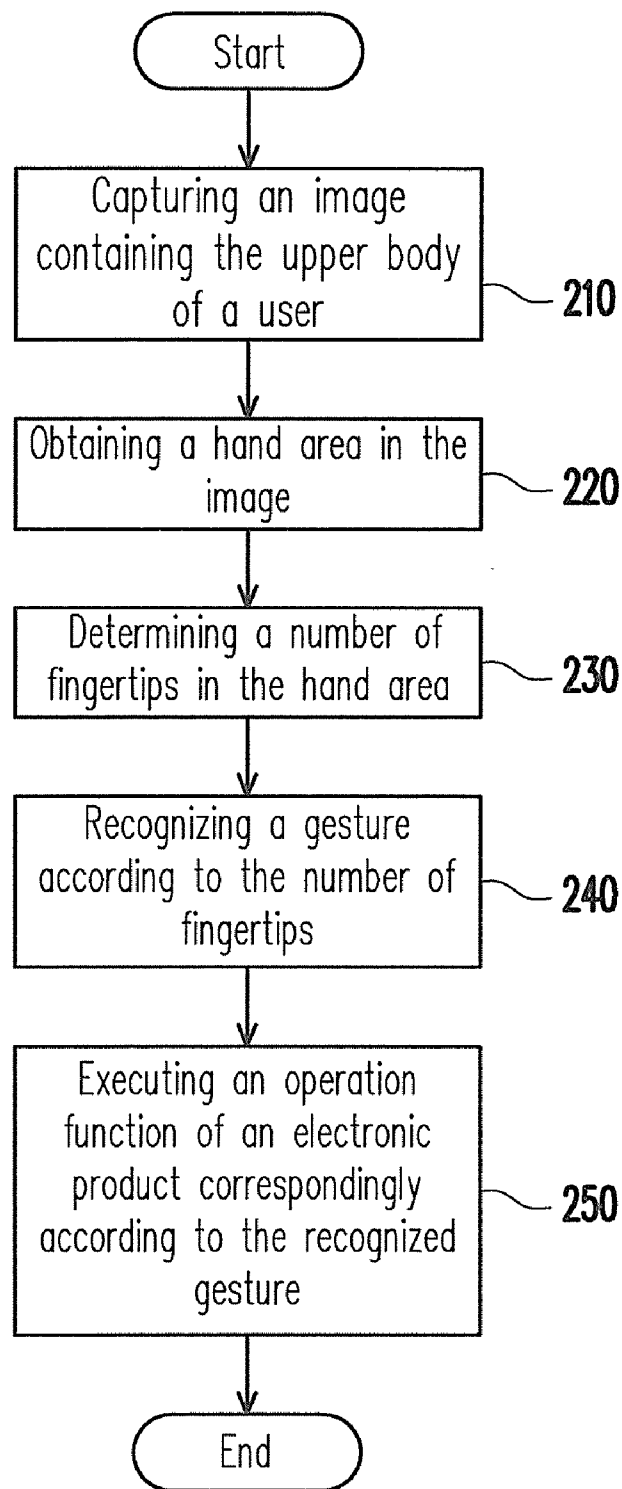 Start
Capturing an image
containing the upper body
of a user
210
Obtaining a hand area in the
image
220
Determining a number of
fingertips in the hand area
230
Recognizing a gesture
according to the number of
fingertips
240
Executing an operation
function of an electronic
product correspondingly
according to the recognized
gesture
250
End